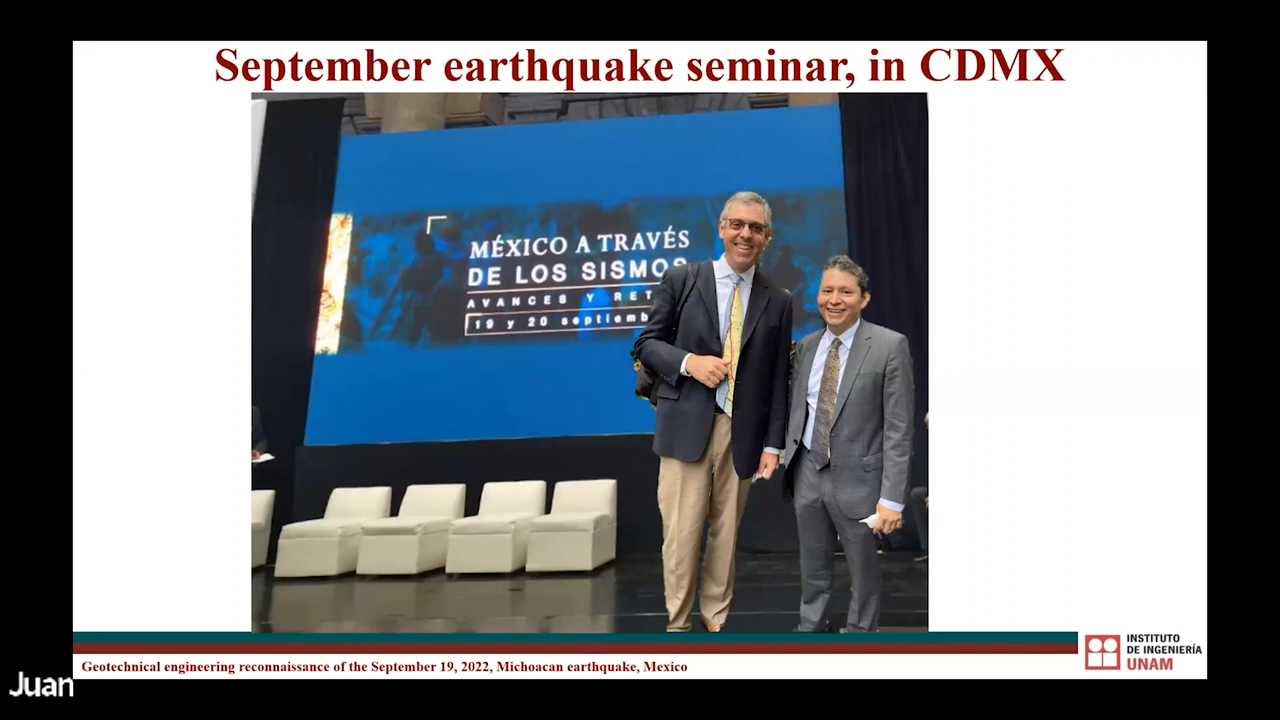 September earthquake seminar, in CDMX
MÉXICO A TRAVÉS
DE LOS SISMOS
AVANCES Y
19 y 20
Geotechnical engineering reconnaissance of the September 19, 2022, Michoacan earthquake, Mexico
INSTITUTO
DE INGENIERÍA
UNAM
Juan